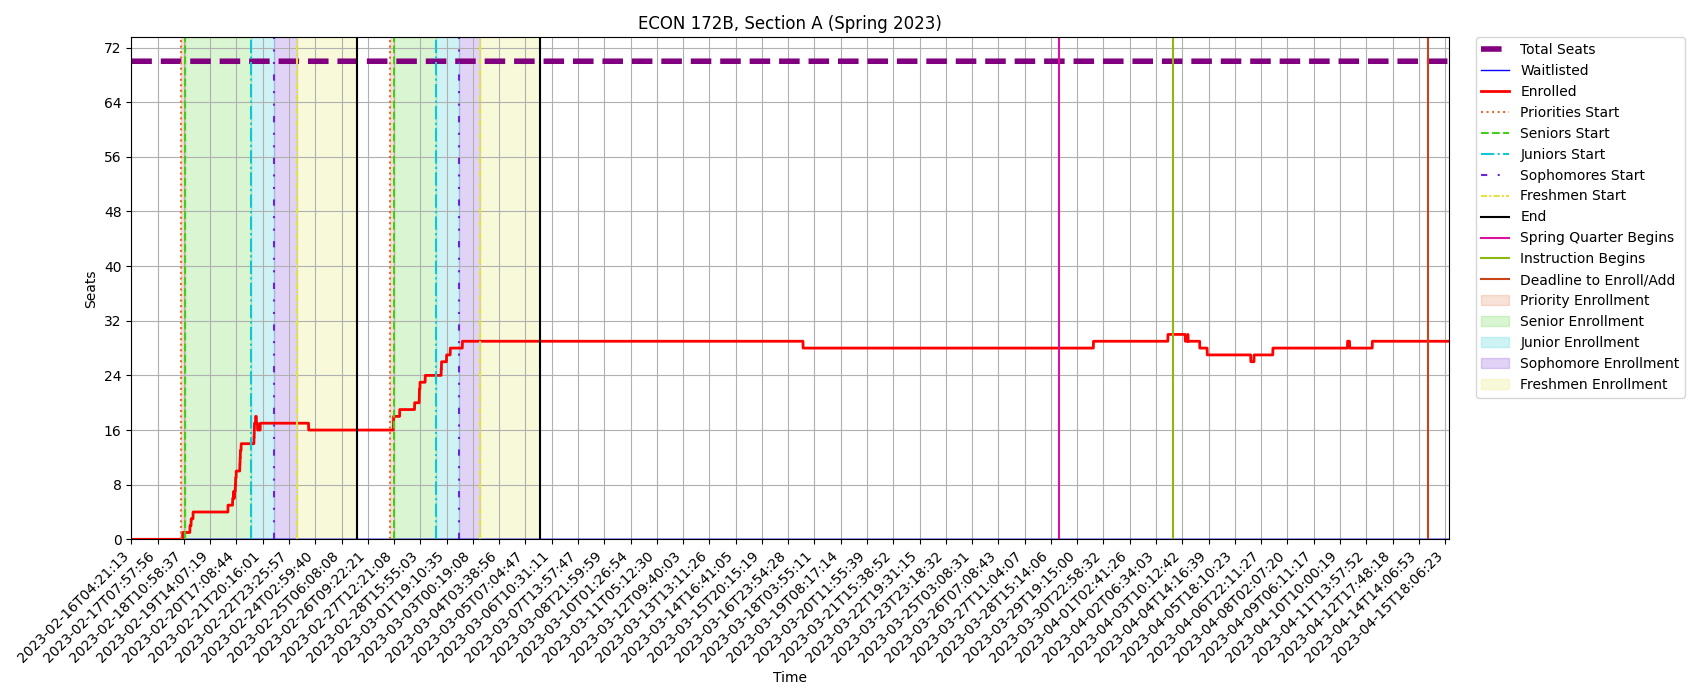 ECON 172B, Section A (Spring 2023)
72
64
56
48
40
32
24
16
8
0
Seats
2023-02-16T04:21:13
2023-02-17T07:57:56
2023-02-18T10:58:37
2023-02-19T14:07:19
2023-02-20T17:08:44
2023-02-21T20:16:01
2023-02-22T23:25:57
2023-02-24T02:59:40
2023-02-25T06:08:08
2023-02-26T09:22:21
2023-02-27T12:21:08
2023-02-28T15:55:03
2023-03-01T19:10:35
2023-03-03T00:19:08
2023-03-04T03:38:56
2023-03-05T07:04:47
2023-03-06T10:31:11
2023-03-07T13:57:47
2023-03-08T21:59:59
2023-03-10T01:26:54
2023-03-11T05:12:30
2023-03-12T09:40:03
2023-03-13T13:11:26
2023-03-14T16:41:05
2023-03-15T20:15:19
2023-03-16T23:54:28
2023-03-18T03:55:11
2023-03-19T08:17:14
2023-03-20T11:55:39
2023-03-21T15:38:52
2023-03-22T19:31:15
2023-03-23T23:18:32
2023-03-25T03:08:31
2023-03-26T07:08:43
2023-03-27T11:04:07
2023-03-28T15:14:06
2023-03-29T19:15:00
2023-03-30T22:58:32
2023-04-01T02:41:26
2023-04-02T06:34:03
2023-04-03T10:12:42
2023-04-04T14:16:39
2023-04-05T18:10:23
2023-04-06T22:11:27
2023-04-08T02:07:20
2023-04-09T06:11:17
2023-04-10T10:00:19
2023-04-11T13:57:52
2023-04-12T17:48:18
2023-04-14T14:06:53
2023-04-15T18:06:23
Time
Total Seats
Waitlisted
Enrolled
Priorities Start
Seniors Start
Juniors Start
Sophomores Start
Freshmen Start
End
Spring Quarter Begins
Instruction Begins
Deadline to Enroll/Add
Priority Enrollment
Senior Enrollment
Junior Enrollment
Sophomore Enrollment
Freshmen Enrollment